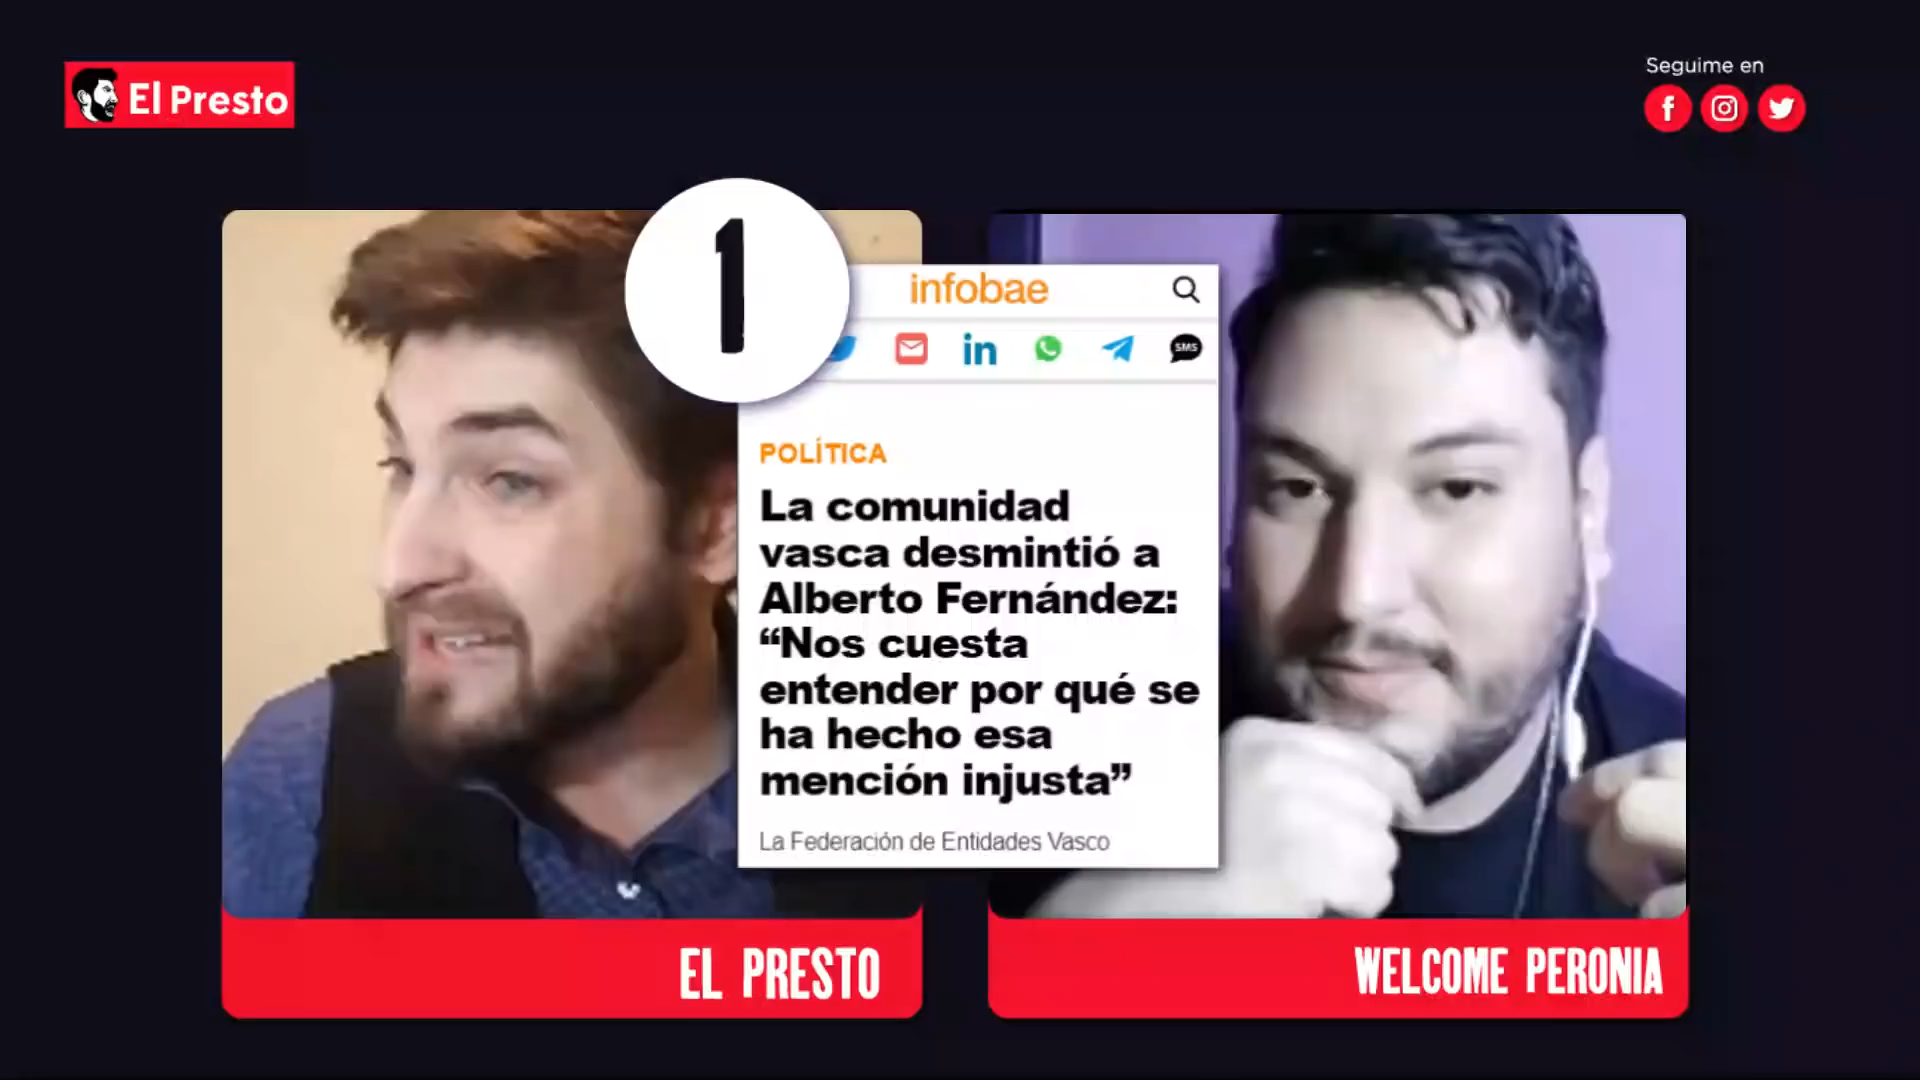 El Presto
Seguime en
1
infobae
in
SMS
POLÍTICA
La comunidad
vasca desmintió a
Alberto Fernández:
“Nos cuesta
entender por qué se
ha hecho esa
mención injusta”
La Federación de Entidades Vasco
EL PRESTO
WELCOME PERONIA